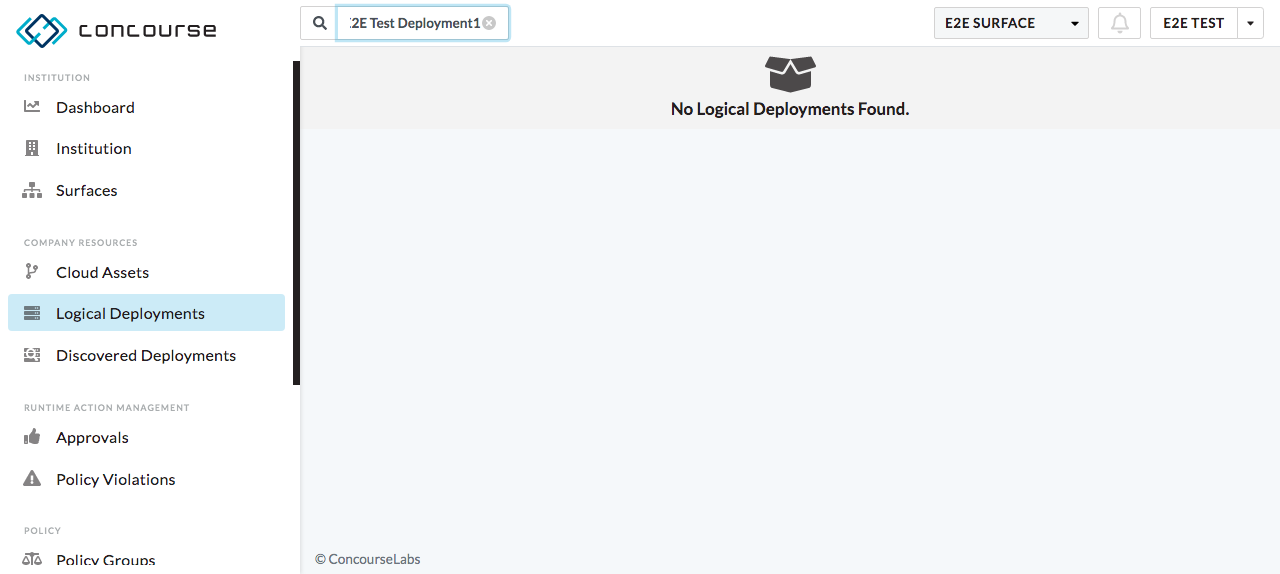 concourse
E2E Test Deployment1
E2E SURFACE
E2E TEST
INSTITUTION
Dashboard
Institution
Surfaces
COMPANY RESOURCES
Cloud Assets
Logical Deployments
Discovered Deployments
RUNTIME ACTION MANAGEMENT
Approvals
Policy Violations
POLICY
Policy Groups
No Logical Deployments Found.
© ConcourseLabs